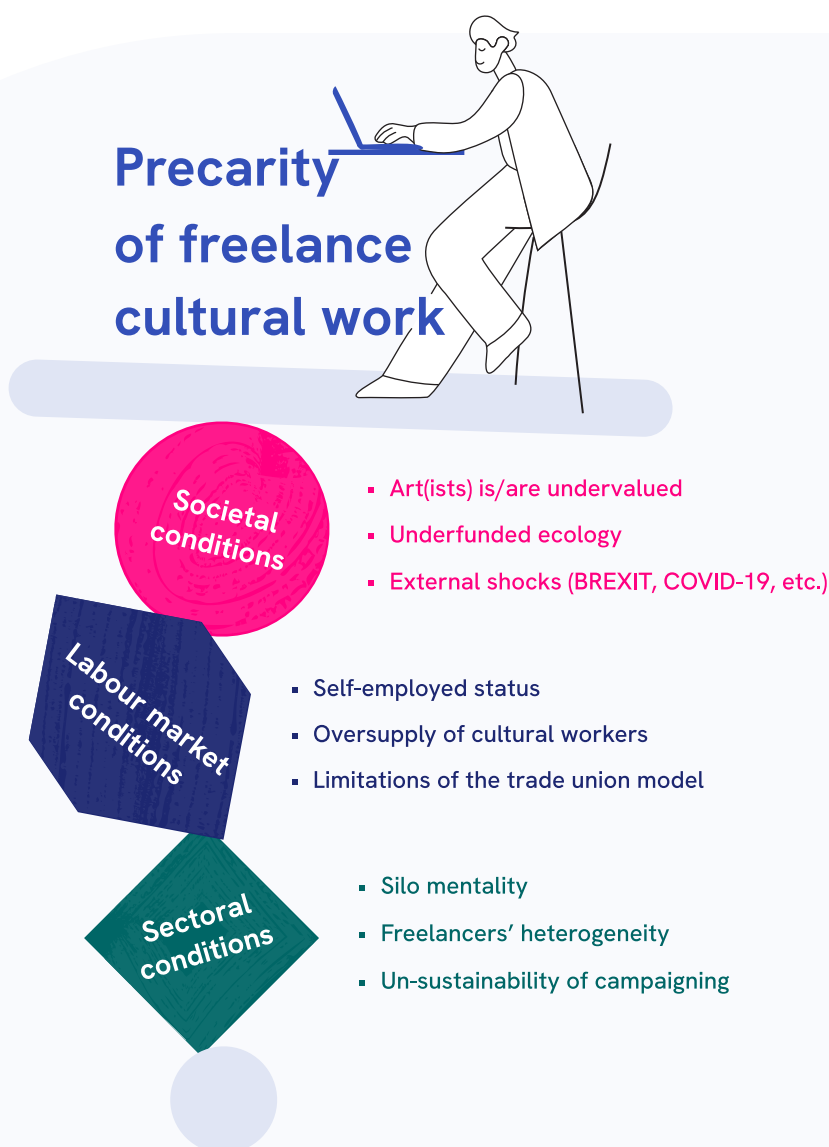 Precarity
of freelance
cultural work
Societal
conditions
▪ Art(ists) is/are undervalued
▪ Underfunded ecology
▪ External shocks (BREXIT, COVID-19, etc.)
Labour market
conditions
▪ Self-employed status
▪ Oversupply of cultural workers
▪ Limitations of the trade union model
Sectoral
conditions
▪ Silo mentality
▪ Freelancers’ heterogeneity
▪ Un-sustainability of campaigning